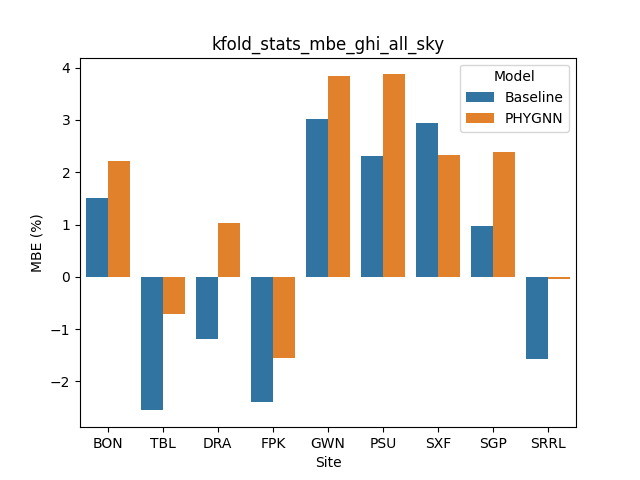 kfold_stats_mbe_ghi_all_sky
Model
Baseline
PHYGNN
MBE (%)
4
3
2
1
0
−1
−2
BON TBL DRA FPK GWN PSU SXF SGP SRRL
Site